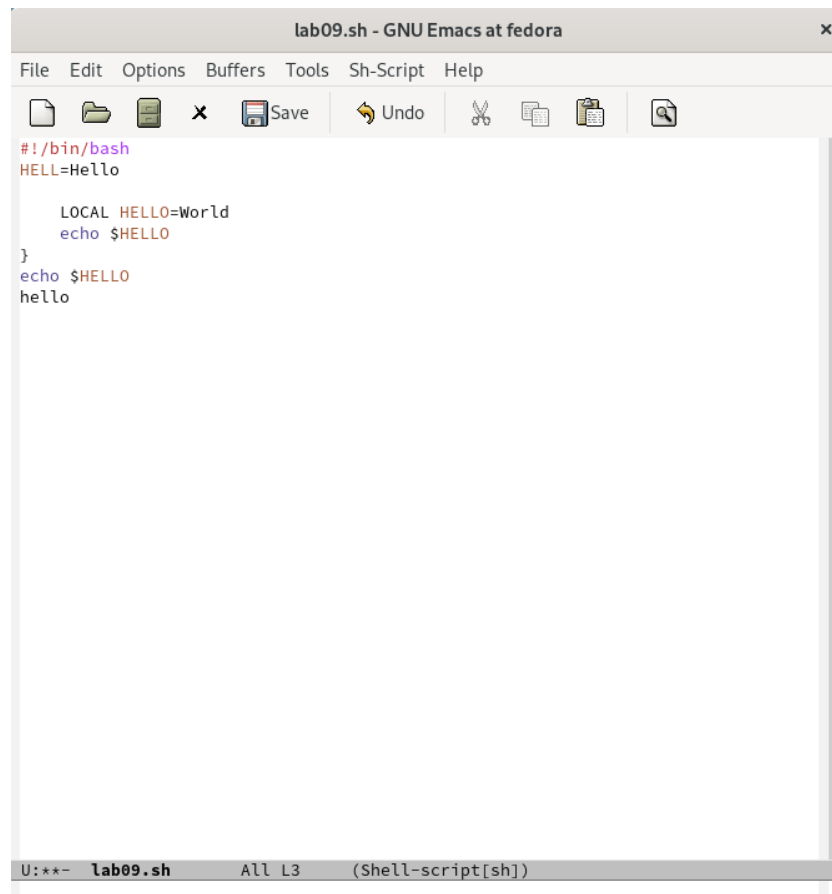 lab09.sh - GNU Emacs at fedora ×
File Edit Options Buffers Tools Sh-Script Help
Save Undo
#!/bin/bash
HELL=Hello
    LOCAL HELLO=World
    echo $HELLO
}
echo $HELLO
hello
U:**- lab09.sh All L3 (Shell-script[sh])